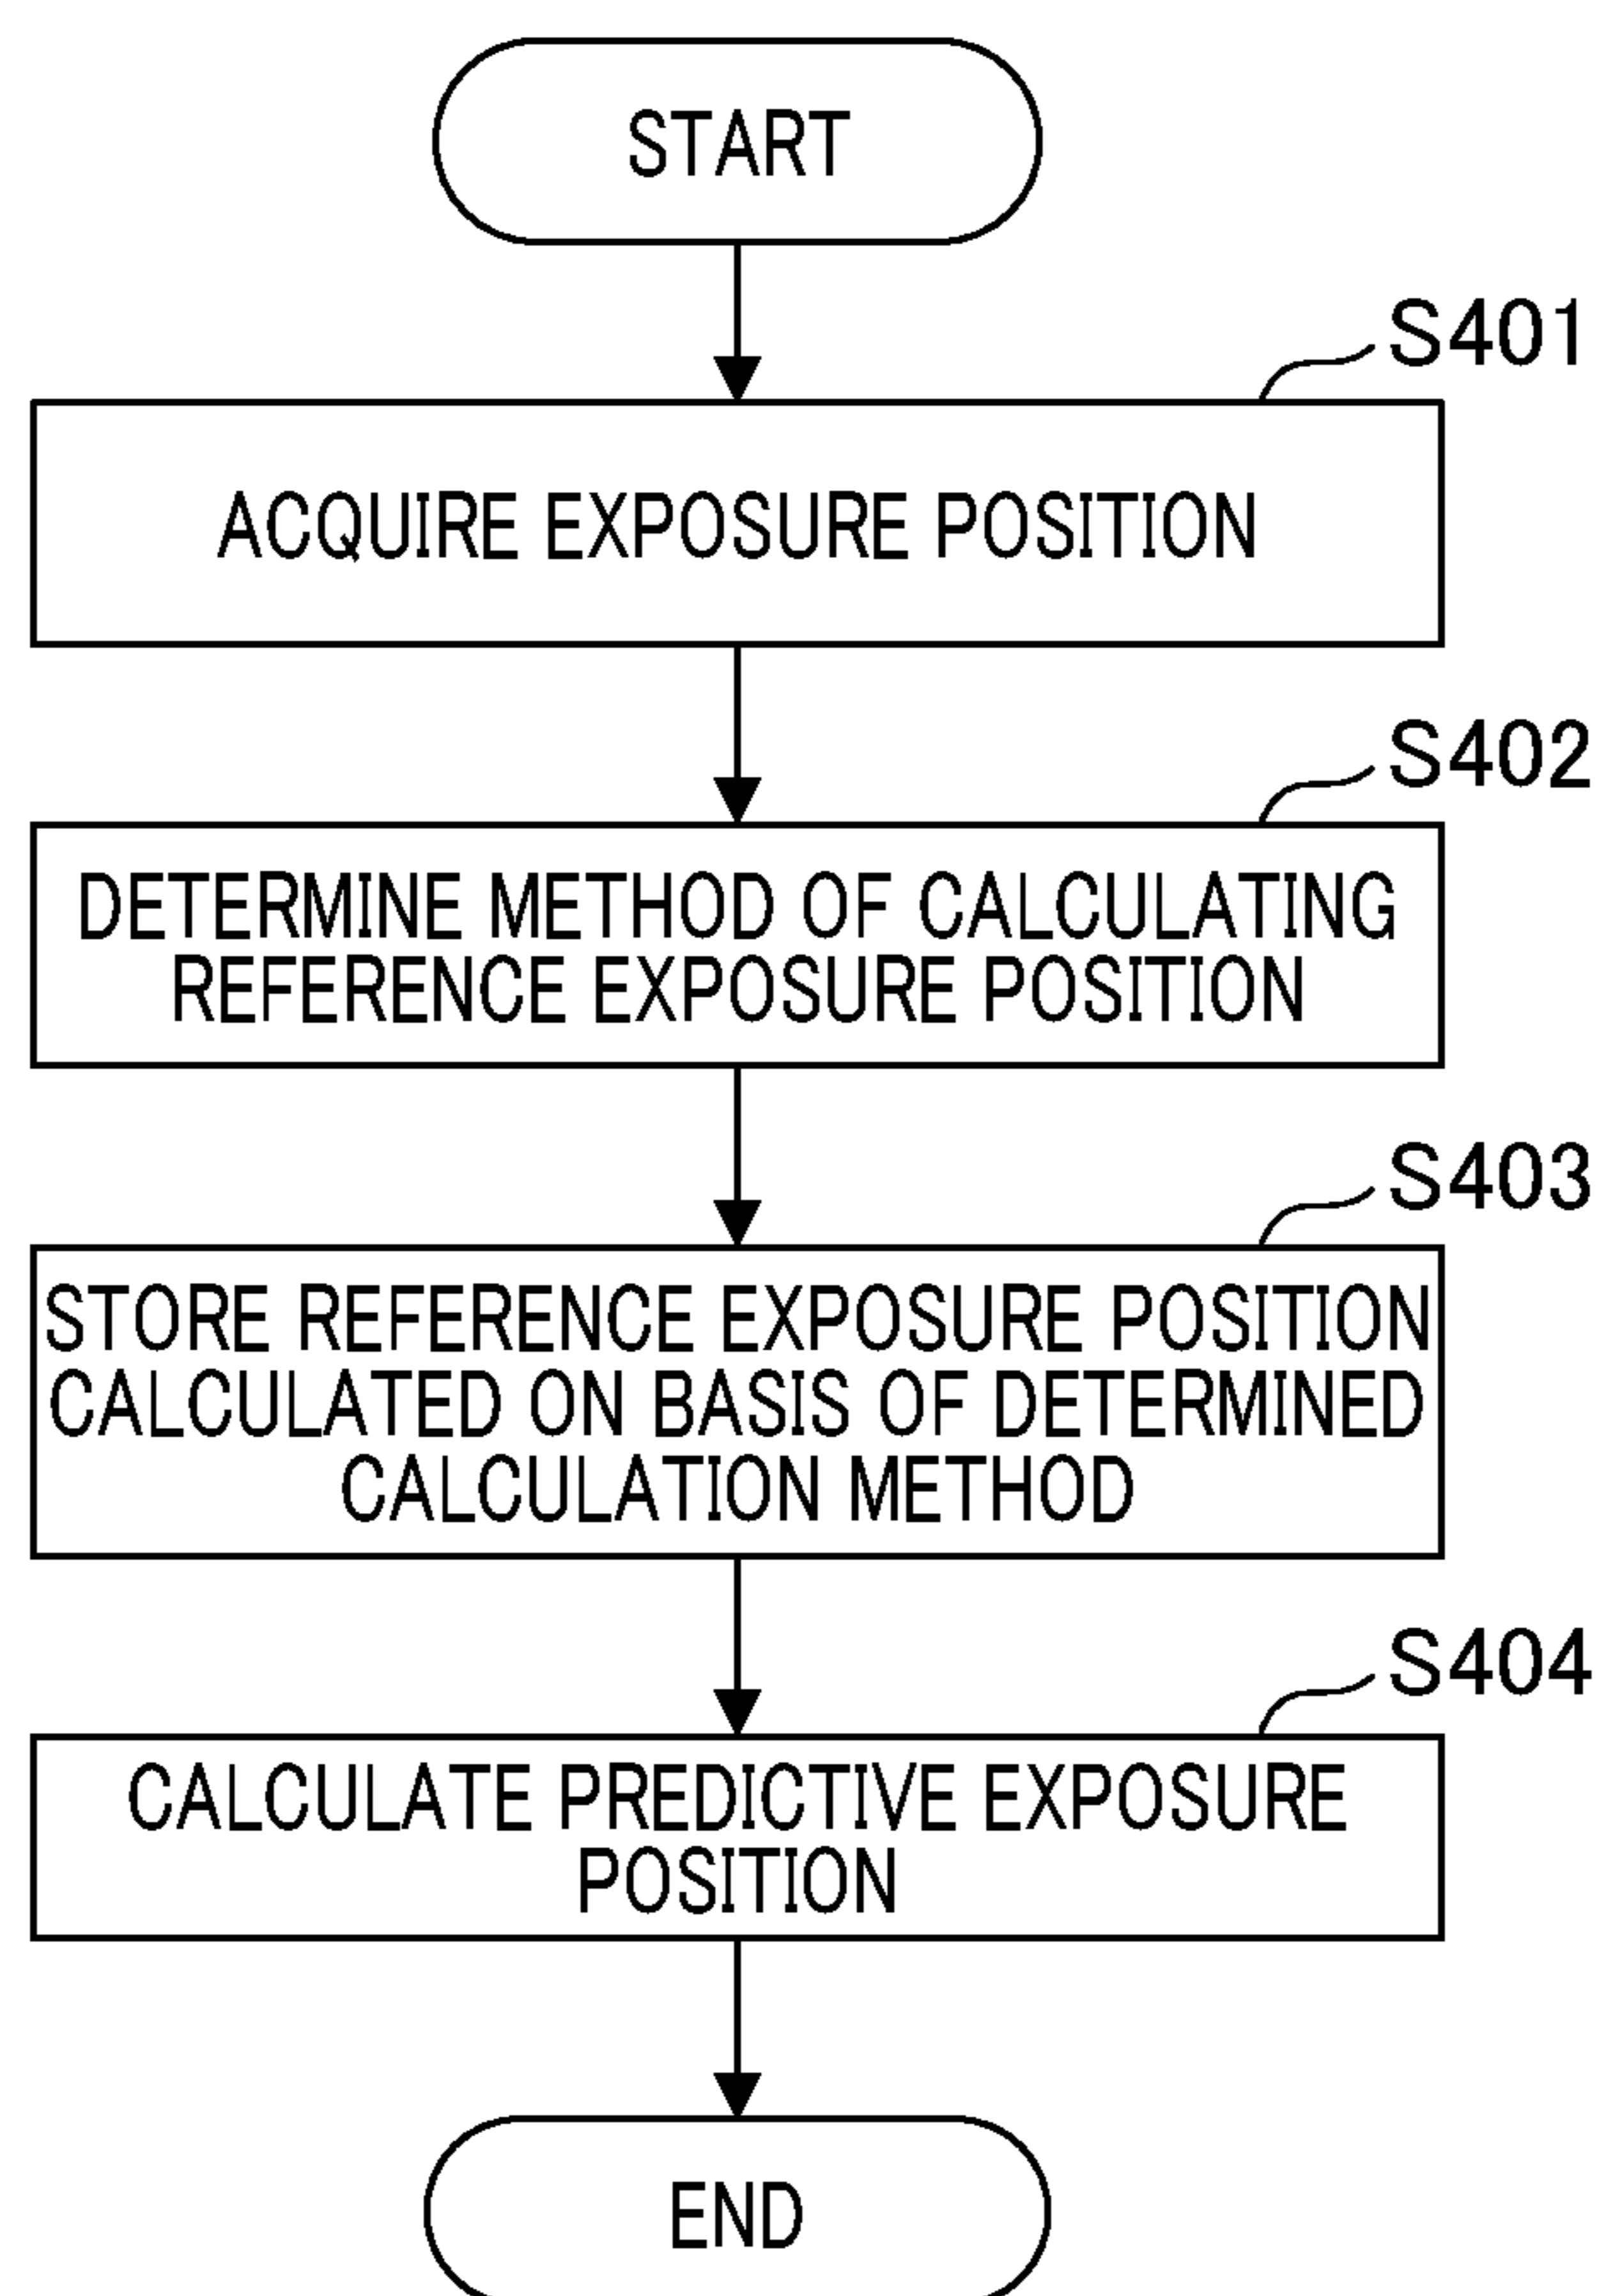 START
S401
ACQUIRE EXPOSURE POSITION
S402
DETERMINE METHOD OF CALCULATING
REFERENCE EXPOSURE POSITION
S403
STORE REFERENCE EXPOSURE POSITION
CALCULATED ON BASIS OF DETERMINED
CALCULATION METHOD
S404
CALCULATE PREDICTIVE EXPOSURE
POSITION
END